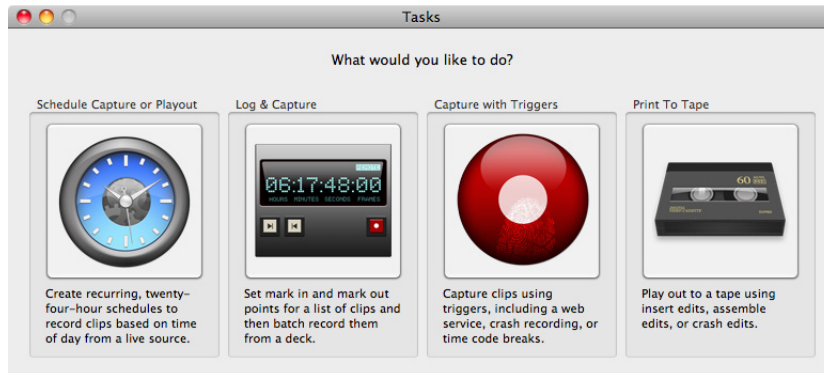 Tasks
What would you like to do?
Schedule Capture or Playout
Create recurring, twenty-
four-hour schedules to
record clips based on time
of day from a live source.
Log & Capture
06:17:48:00
HOURS MINUTES SECONDS FRAMES
Set mark in and mark out
points for a list of clips and
then batch record them
from a deck.
Capture with Triggers
Capture clips using
triggers, including a web
service, crash recording, or
time code breaks.
Print To Tape
60
Play out to a tape using
insert edits, assemble
edits, or crash edits.